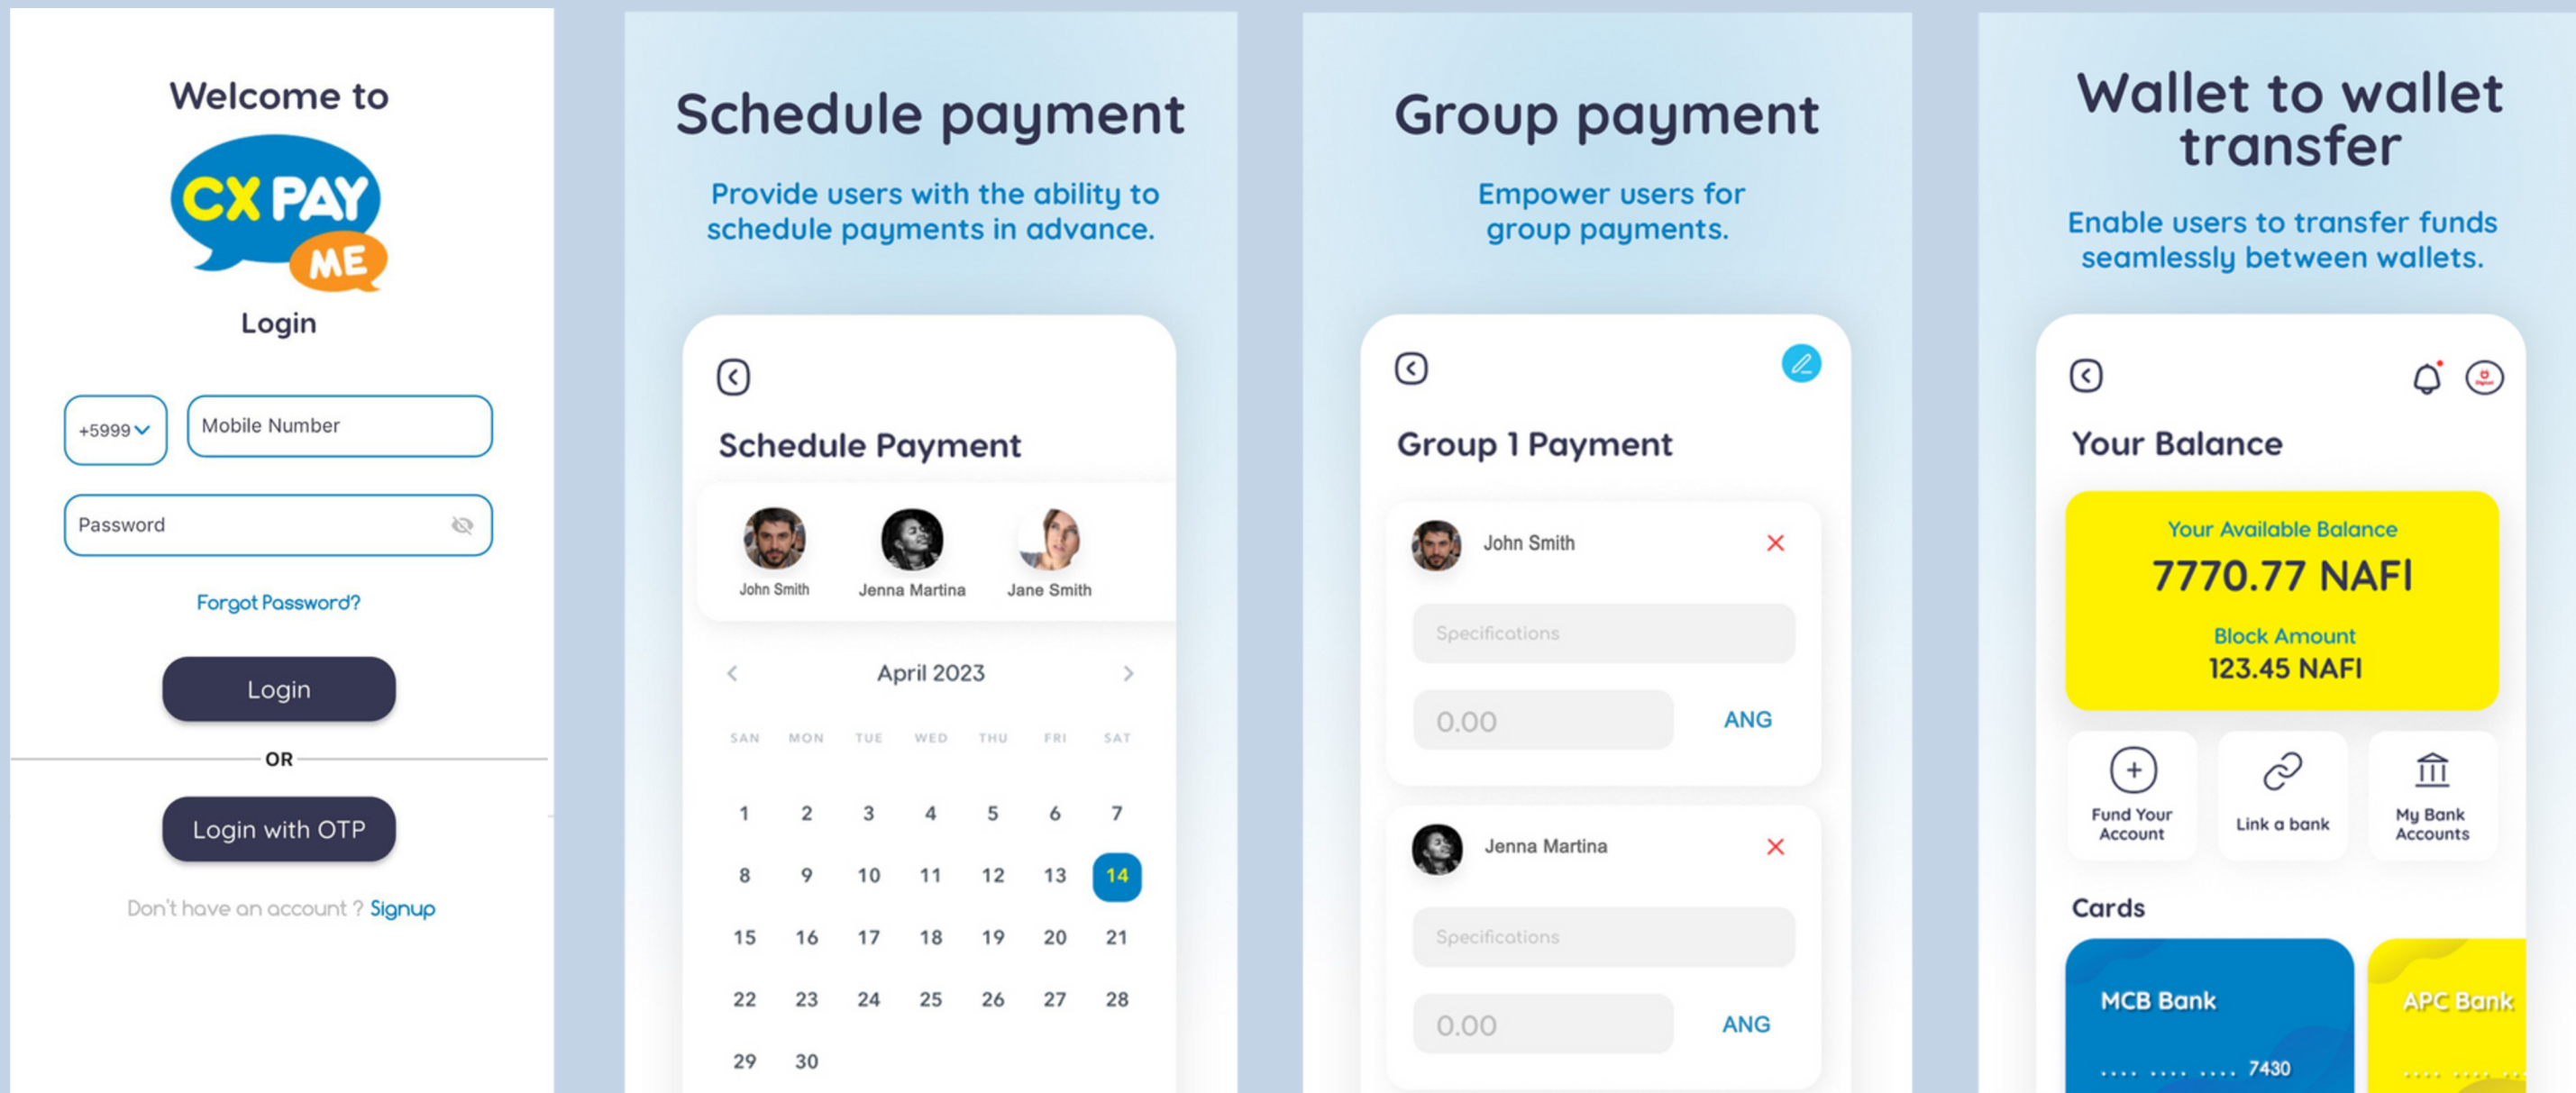 Welcome to
CX PAY
ME
Login
+5999
Mobile Number
Password
Forgot Password?
Login
OR
Login with OTP
Don't have an account ? Signup
Schedule payment
Provide users with the ability to
schedule payments in advance.
Schedule Payment
John Smith Jenna Martina Jane Smith
April 2023
SAN MON TUE WED THU FRI SAT
1 2 3 4 5 6 7
8 9 10 11 12 13 14
15 16 17 18 19 20 21
22 23 24 25 26 27 28
29 30
Group payment
Empower users for
group payments.
Group 1 Payment
John Smith
Specifications
0.00 ANG
Jenna Martina
Specifications
0.00 ANG
Wallet to wallet
transfer
Enable users to transfer funds
seamlessly between wallets.
Your Balance
Your Available Balance
7770.77 NAFl
Block Amount
123.45 NAFl
Fund Your
Account
Link a bank
My Bank
Accounts
Cards
MCB Bank
.... .... .... 7430
APC Bank